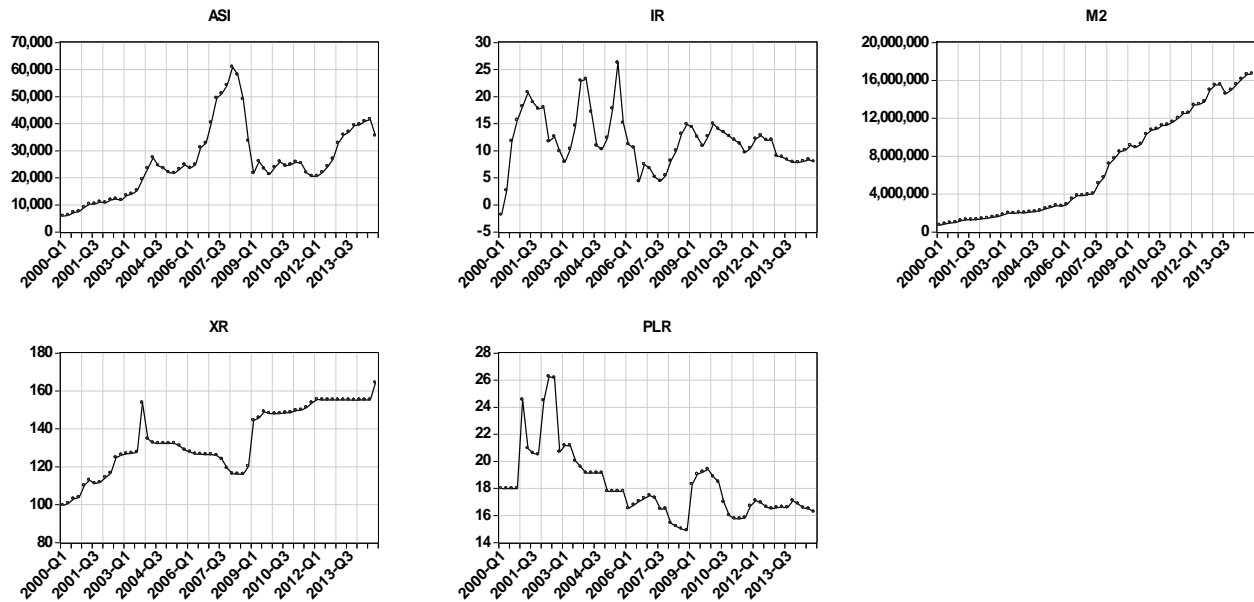 ASI
70,000
60,000
50,000
40,000
30,000
20,000
10,000
0
2000-Q1
2001-Q3
2003-Q1
2004-Q3
2006-Q1
2007-Q3
2009-Q1
2010-Q3
2012-Q1
2013-Q3
IR
30
25
20
15
10
5
0
-5
2000-Q1
2001-Q3
2003-Q1
2004-Q3
2006-Q1
2007-Q3
2009-Q1
2010-Q3
2012-Q1
2013-Q3
M2
20,000,000
16,000,000
12,000,000
8,000,000
4,000,000
0
2000-Q1
2001-Q3
2003-Q1
2004-Q3
2006-Q1
2007-Q3
2009-Q1
2010-Q3
2012-Q1
2013-Q3
XR
180
160
140
120
100
80
2000-Q1
2001-Q3
2003-Q1
2004-Q3
2006-Q1
2007-Q3
2009-Q1
2010-Q3
2012-Q1
2013-Q3
PLR
28
26
24
22
20
18
16
14
2000-Q1
2001-Q3
2003-Q1
2004-Q3
2006-Q1
2007-Q3
2009-Q1
2010-Q3
2012-Q1
2013-Q3